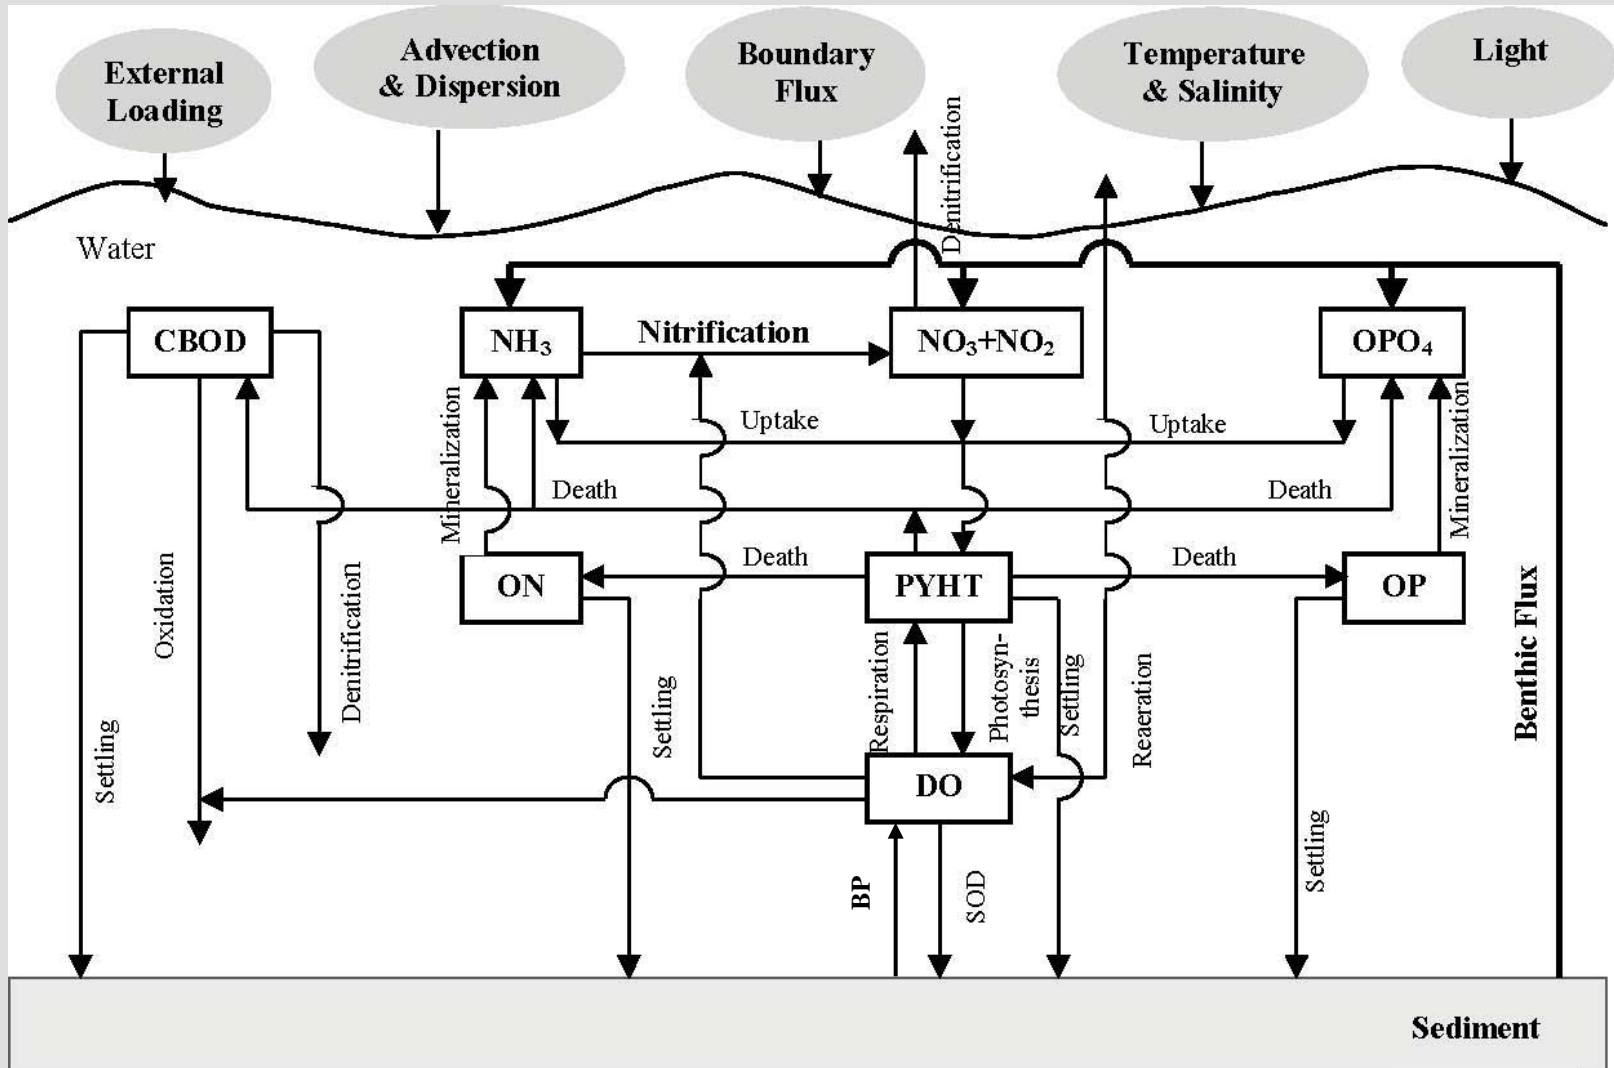 External
Loading
Advection
& Dispersion
Boundary
Flux
Temperature
& Salinity
Light
Denitrification
Water
CBOD
NH₃
Nitrification
NO₃+NO₂
OPO₄
Mineralization
Uptake
Uptake
Mineralization
Death
Death
Oxidation
Denitrification
ON
Death
PYHT
Death
OP
Benthic Flux
Settling
Settling
Respiration
Photosyn-
thesis
Settling
Reaeration
DO
BP
SOD
Settling
Sediment